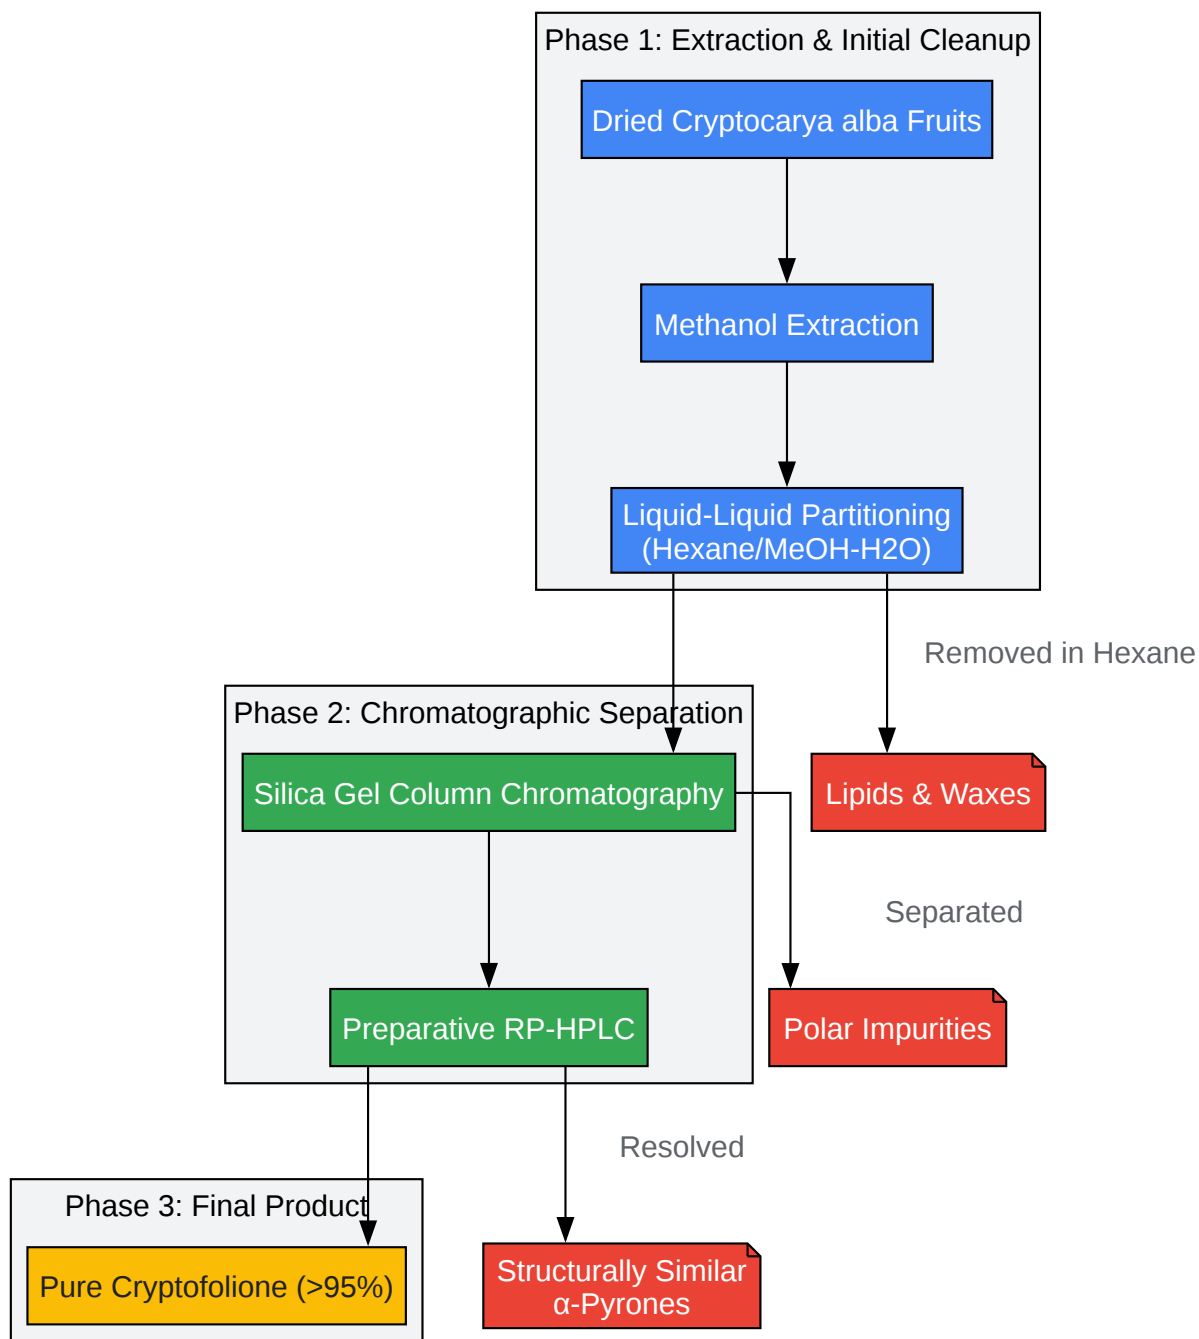 Phase 1: Extraction & Initial Cleanup
Dried Cryptocarya alba Fruits
Methanol Extraction
Liquid-Liquid Partitioning
(Hexane/MeOH-H2O)
Removed in Hexane
Phase 2: Chromatographic Separation
Silica Gel Column Chromatography
Lipids & Waxes
Separated
Preparative RP-HPLC
Polar Impurities
Resolved
Phase 3: Final Product
Pure Cryptofolione (>95%)
Structurally Similar
α-Pyrones